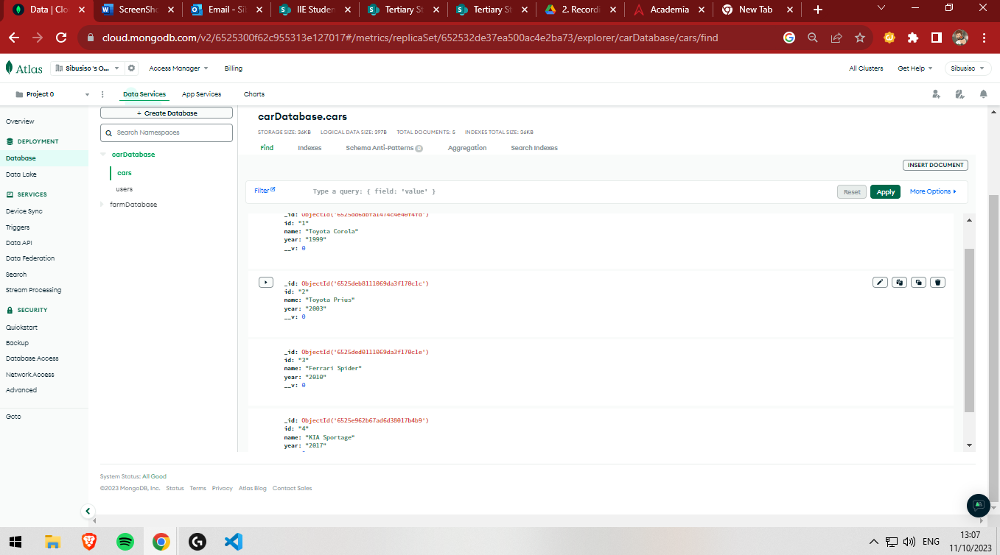 Data | Clo
ScreenSho
Email - Si
IIE Studen
Tertiary St
Tertiary St
2. Recordi
Academia
New Tab
cloud.mongodb.com/v2/6525300f62c955313e127017#/metrics/replicaSet/652532de37ea500ac4e2ba73/explorer/carDatabase/cars/find
Atlas
Sibusiso 's O...
Access Manager
Billing
All Clusters
Get Help
Sibusiso
Project 0
Data Services
App Services
Charts
Overview
DEPLOYMENT
Database
Data Lake
SERVICES
Device Sync
Triggers
Data API
Data Federation
Search
Stream Processing
SECURITY
Quickstart
Backup
Database Access
Network Access
Advanced
Goto
+ Create Database
Search Namespaces
carDatabase
cars
users
farmDatabase
carDatabase.cars
STORAGE SIZE: 36KB LOGICAL DATA SIZE: 397B TOTAL DOCUMENTS: 5 INDEXES TOTAL SIZE: 36KB
Find Indexes Schema Anti-Patterns 0 Aggregation Search Indexes
INSERT DOCUMENT
Filter
Type a query: { field: 'value' }
Reset
Apply
More Options
id: "1"
name: "Toyota Corola"
year: "1999"
__v: 0
_id: ObjectId('6525deb8111069da3f170c1c')
id: "2"
name: "Toyota Prius"
year: "2003"
__v: 0
_id: ObjectId('6525ded0111069da3f170c1e')
id: "3"
name: "Ferrari Spider"
year: "2010"
__v: 0
_id: ObjectId('6525e962b67ad6d38017b4b9')
id: "4"
name: "KIA Sportage"
year: "2017"
System Status: All Good
©2023 MongoDB, Inc. Status Terms Privacy Atlas Blog Contact Sales
ENG
13:07
11/10/2023